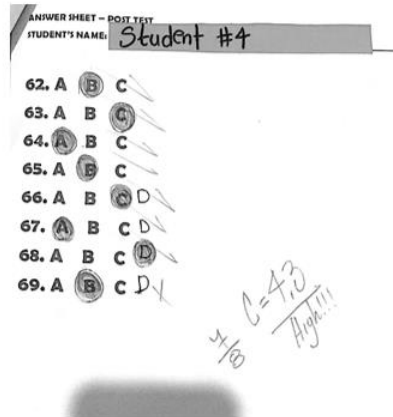 ANSWER SHEET – POST TEST
STUDENT'S NAME: Student #4
62. A B C
63. A B C
64. A B C
65. A B C
66. A B C D
67. A B C D
68. A B C D
69. A B C D
C=4.3
High!!!
7/8